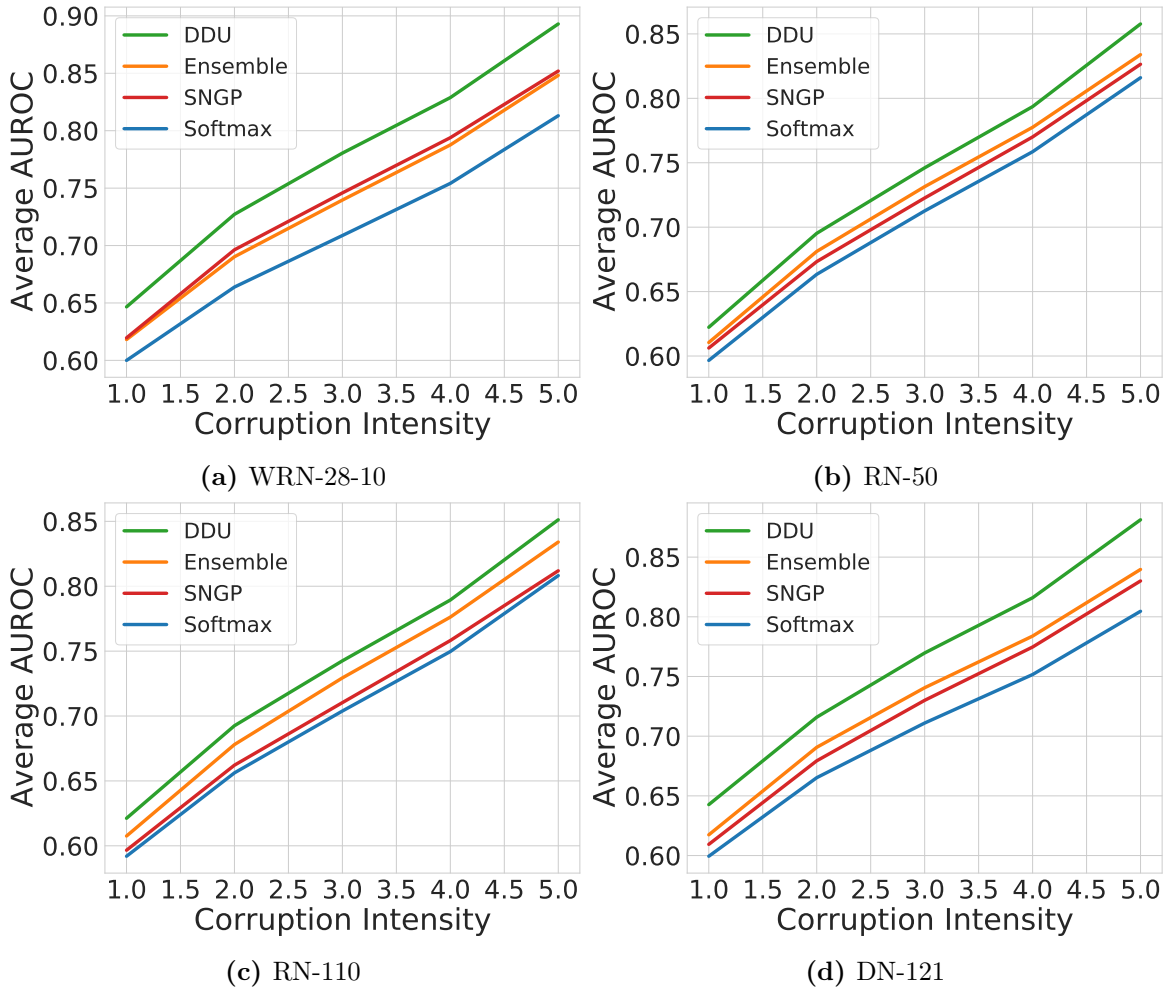 0.90
0.85
0.80
0.75
0.70
0.65
0.60
Average AUROC
DDU
Ensemble
SNGP
Softmax
1.0 1.5 2.0 2.5 3.0 3.5 4.0 4.5 5.0
Corruption Intensity
(a) WRN-28-10
0.85
0.80
0.75
0.70
0.65
0.60
Average AUROC
DDU
Ensemble
SNGP
Softmax
1.0 1.5 2.0 2.5 3.0 3.5 4.0 4.5 5.0
Corruption Intensity
(b) RN-50
0.85
0.80
0.75
0.70
0.65
0.60
Average AUROC
DDU
Ensemble
SNGP
Softmax
1.0 1.5 2.0 2.5 3.0 3.5 4.0 4.5 5.0
Corruption Intensity
(c) RN-110
0.85
0.80
0.75
0.70
0.65
0.60
Average AUROC
DDU
Ensemble
SNGP
Softmax
1.0 1.5 2.0 2.5 3.0 3.5 4.0 4.5 5.0
Corruption Intensity
(d) DN-121